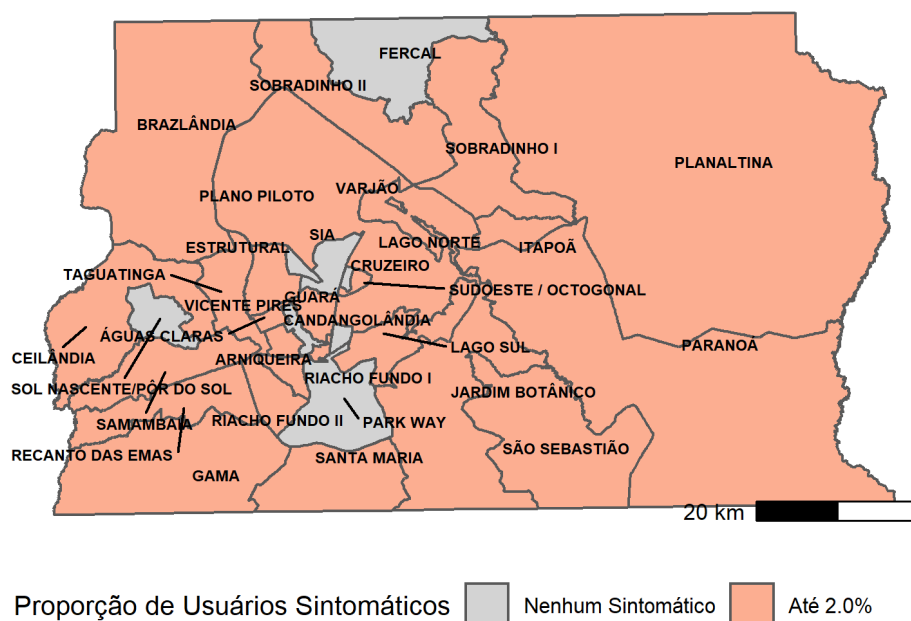 FERCAL
SOBRADINHO II
BRAZLÂNDIA
SOBRADINHO I
PLANALTINA
VARJÃO
PLANO PILOTO
SIA
LAGO NORTE
ESTRUTURAL
ITAPOÃ
CRUZEIRO
TAGUATINGA
SUDOESTE / OCTOGONAL
GUARÁ
VICENTE PIRES
CANDANGOLÂNDIA
ÁGUAS CLARAS
LAGO SUL
PARANOÁ
CEILÂNDIA
ARNIQUEIRA
RIACHO FUNDO I
SOL NASCENTE/PÔR DO SOL
JARDIM BOTÂNICO
SAMAMBAIA
RIACHO FUNDO II
PARK WAY
SÃO SEBASTIÃO
RECANTO DAS EMAS
SANTA MARIA
GAMA
20 km
Proporção de Usuários Sintomáticos Nenhum Sintomático Até 2.0%